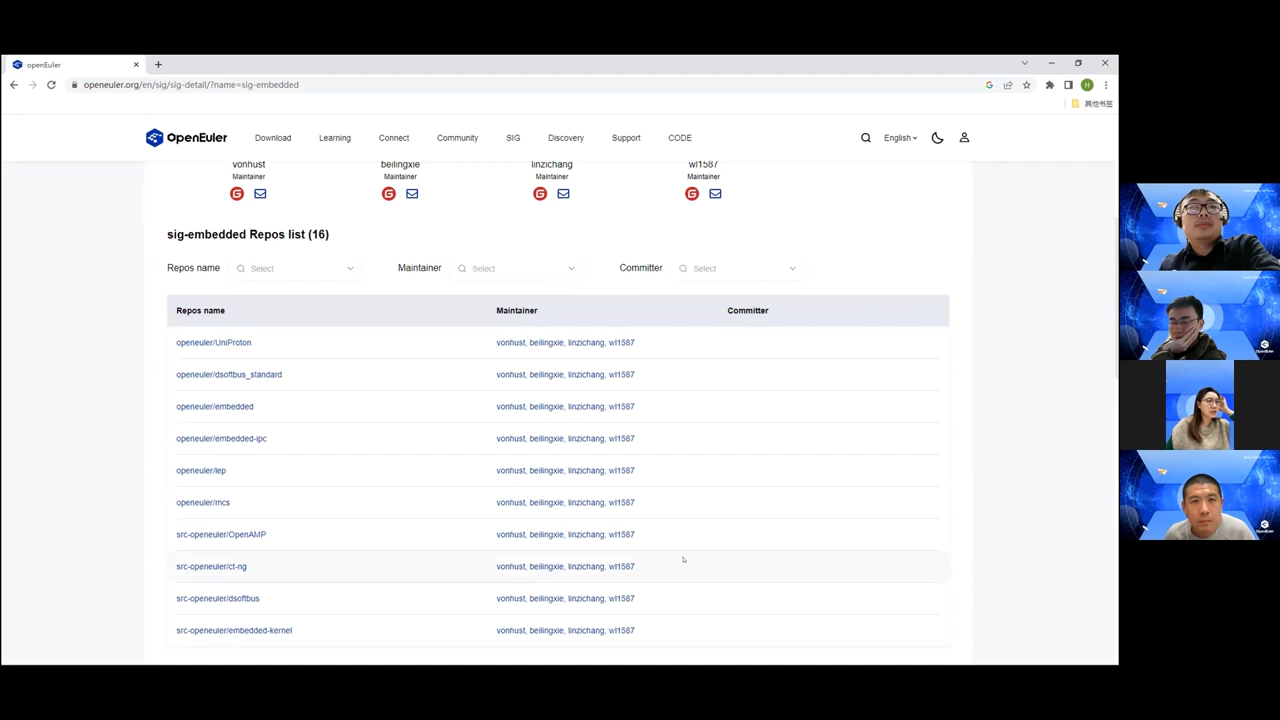 openEuler
openeuler.org/en/sig/sig-detail/?name=sig-embedded
H
其他书签
OpenEuler Download Learning Connect Community SIG Discovery Support CODE English
vonhust beilingxie linzichang wl1587
Maintainer Maintainer Maintainer Maintainer
G G G G
sig-embedded Repos list (16)
Repos name Select Maintainer Select Committer Select
Repos name Maintainer Committer
openeuler/UniProton vonhust, beilingxie, linzichang, wl1587
openeuler/dsoftbus_standard vonhust, beilingxie, linzichang, wl1587
openeuler/embedded vonhust, beilingxie, linzichang, wl1587
openeuler/embedded-ipc vonhust, beilingxie, linzichang, wl1587
openeuler/lep vonhust, beilingxie, linzichang, wl1587
openeuler/mcs vonhust, beilingxie, linzichang, wl1587
src-openeuler/OpenAMP vonhust, beilingxie, linzichang, wl1587
src-openeuler/ct-ng vonhust, beilingxie, linzichang, wl1587
src-openeuler/dsoftbus vonhust, beilingxie, linzichang, wl1587
src-openeuler/embedded-kernel vonhust, beilingxie, linzichang, wl1587